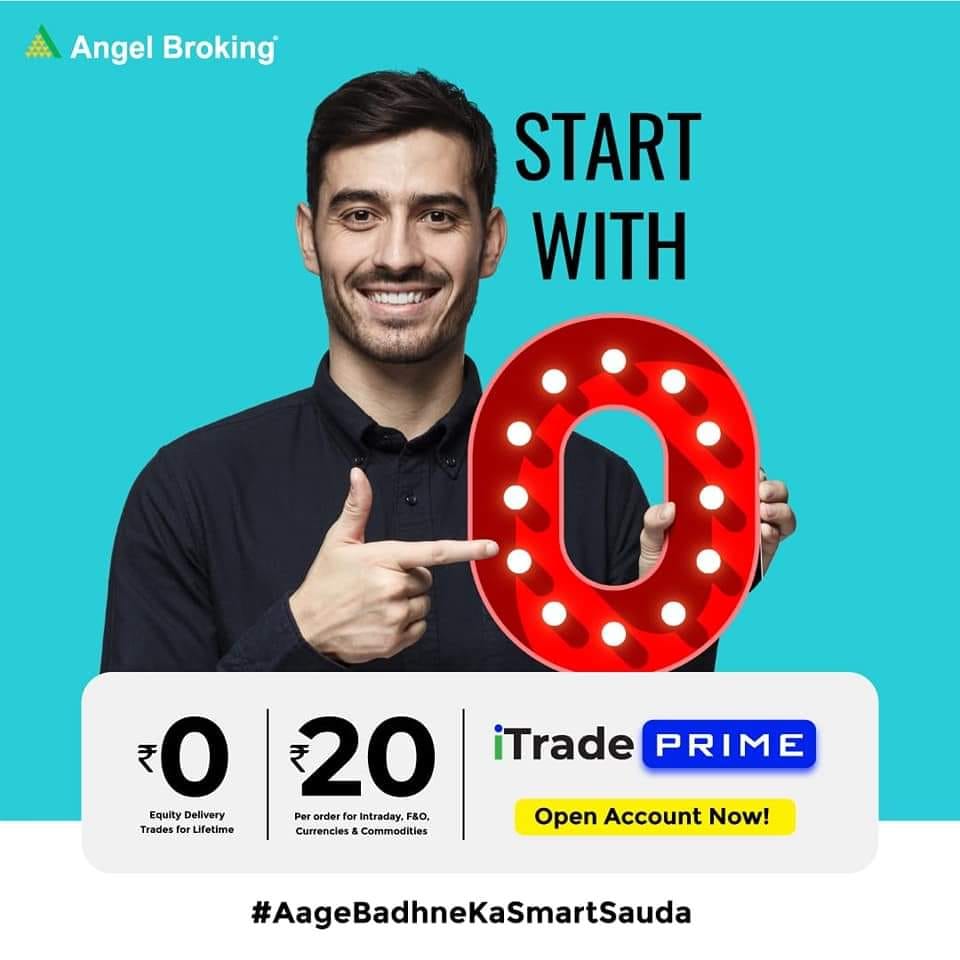 Angel Broking
START
WITH
0
₹0
Equity Delivery
Trades for Lifetime
₹20
Per order for Intraday, F&O,
Currencies & Commodities
iTrade PRIME
Open Account Now!
#AageBadhneKaSmartSauda